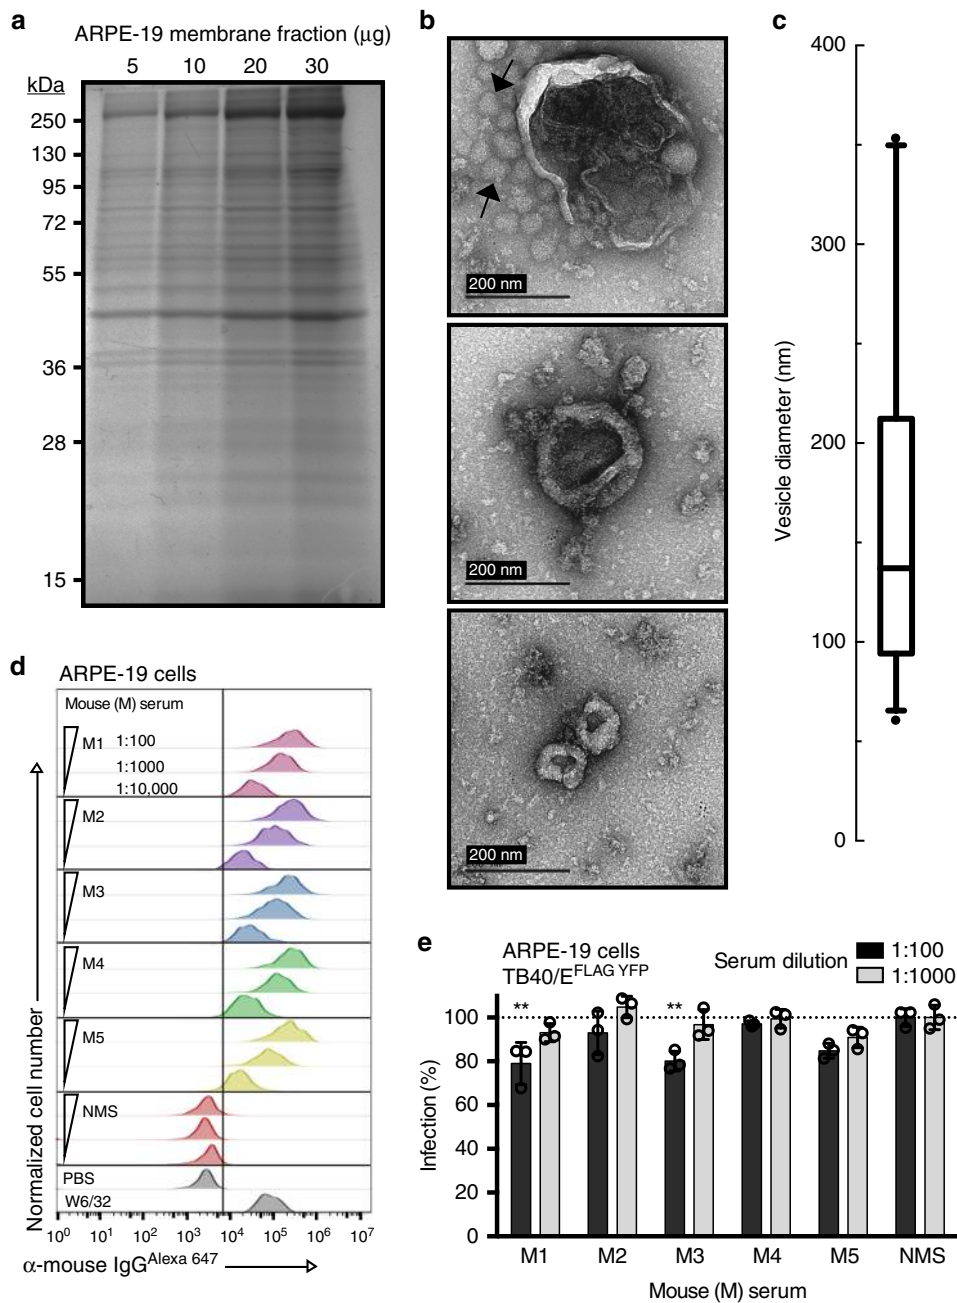 a
ARPE-19 membrane fraction (μg)
5 10 20 30
kDa
250
130
95
72
55
36
28
15
b
200 nm
200 nm
200 nm
c
400
300
200
100
0
Vesicle diameter (nm)
d
ARPE-19 cells
Mouse (M) serum
M1 1:100
1:1000
1:10,000
M2
M3
M4
M5
NMS
PBS
W6/32
Normalized cell number
10⁰ 10¹ 10² 10³ 10⁴ 10⁵ 10⁶ 10⁷
α-mouse IgG^Alexa 647
e
ARPE-19 cells
TB40/E^FLAG YFP
Serum dilution
1:100
1:1000
** **
100
80
60
40
20
0
Infection (%)
M1 M2 M3 M4 M5 NMS
Mouse (M) serum